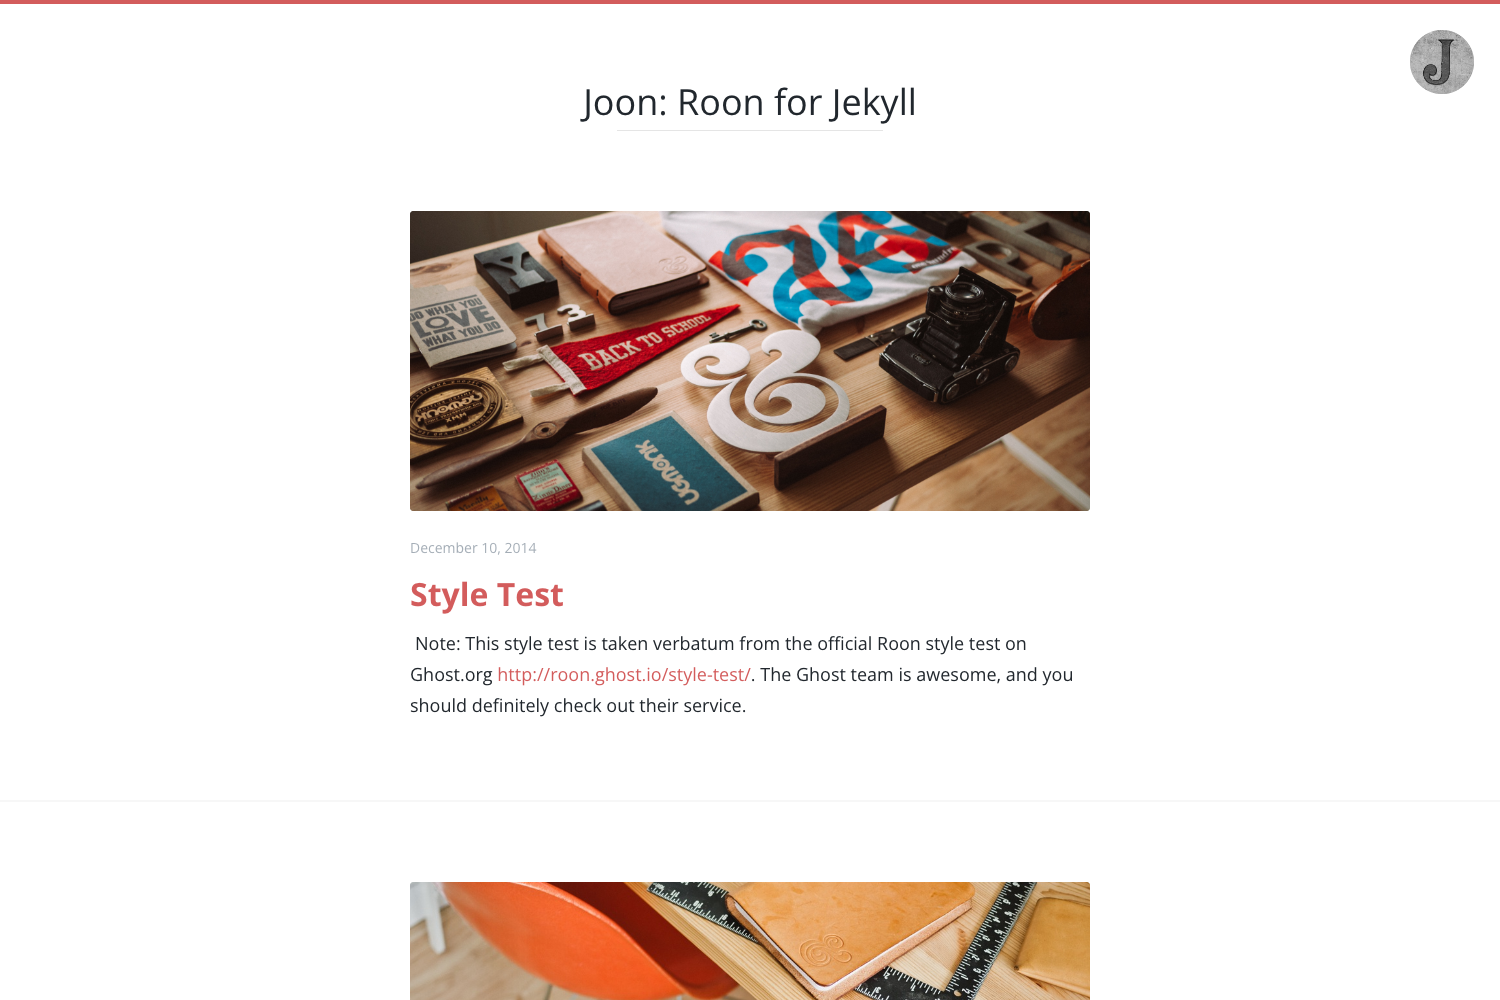 J
Joon: Roon for Jekyll
Y
DO WHAT YOU
LOVE
WHAT YOU DO
73
BACK TO SCHOOL
&
UGMONK
December 10, 2014
Style Test
Note: This style test is taken verbatum from the official Roon style test on
Ghost.org http://roon.ghost.io/style-test/. The Ghost team is awesome, and you
should definitely check out their service.